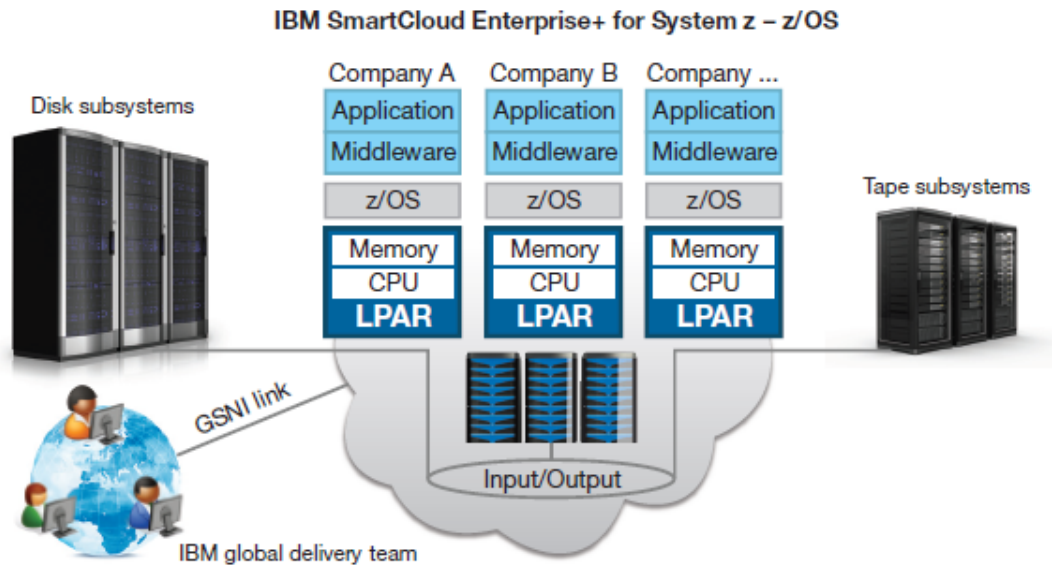 IBM SmartCloud Enterprise+ for System z – z/OS
Company A
Company B
Company ...
Disk subsystems
Application
Application
Application
Middleware
Middleware
Middleware
Tape subsystems
z/OS
z/OS
z/OS
Memory
Memory
Memory
CPU
CPU
CPU
LPAR
LPAR
LPAR
GSNI link
Input/Output
IBM global delivery team